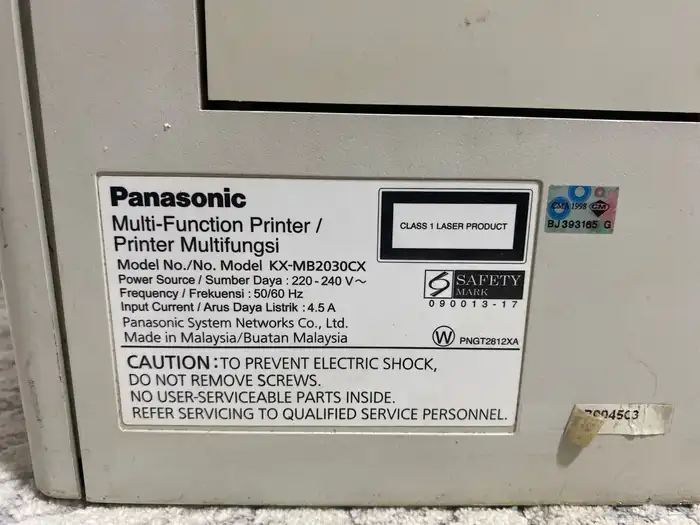 Panasonic
Multi-Function Printer /
Printer Multifungsi
Model No./No. Model KX-MB2030CX
Power Source / Sumber Daya : 220 - 240 V～
Frequency / Frekuensi : 50/60 Hz
Input Current / Arus Daya Listrik : 4.5 A
Panasonic System Networks Co., Ltd.
Made in Malaysia/Buatan Malaysia
CLASS 1 LASER PRODUCT
SAFETY
MARK
090013-17
W PNGT2812XA
CAUTION : TO PREVENT ELECTRIC SHOCK,
DO NOT REMOVE SCREWS.
NO USER-SERVICEABLE PARTS INSIDE.
REFER SERVICING TO QUALIFIED SERVICE PERSONNEL.
CMA 1998 CM
BJ 393165 G